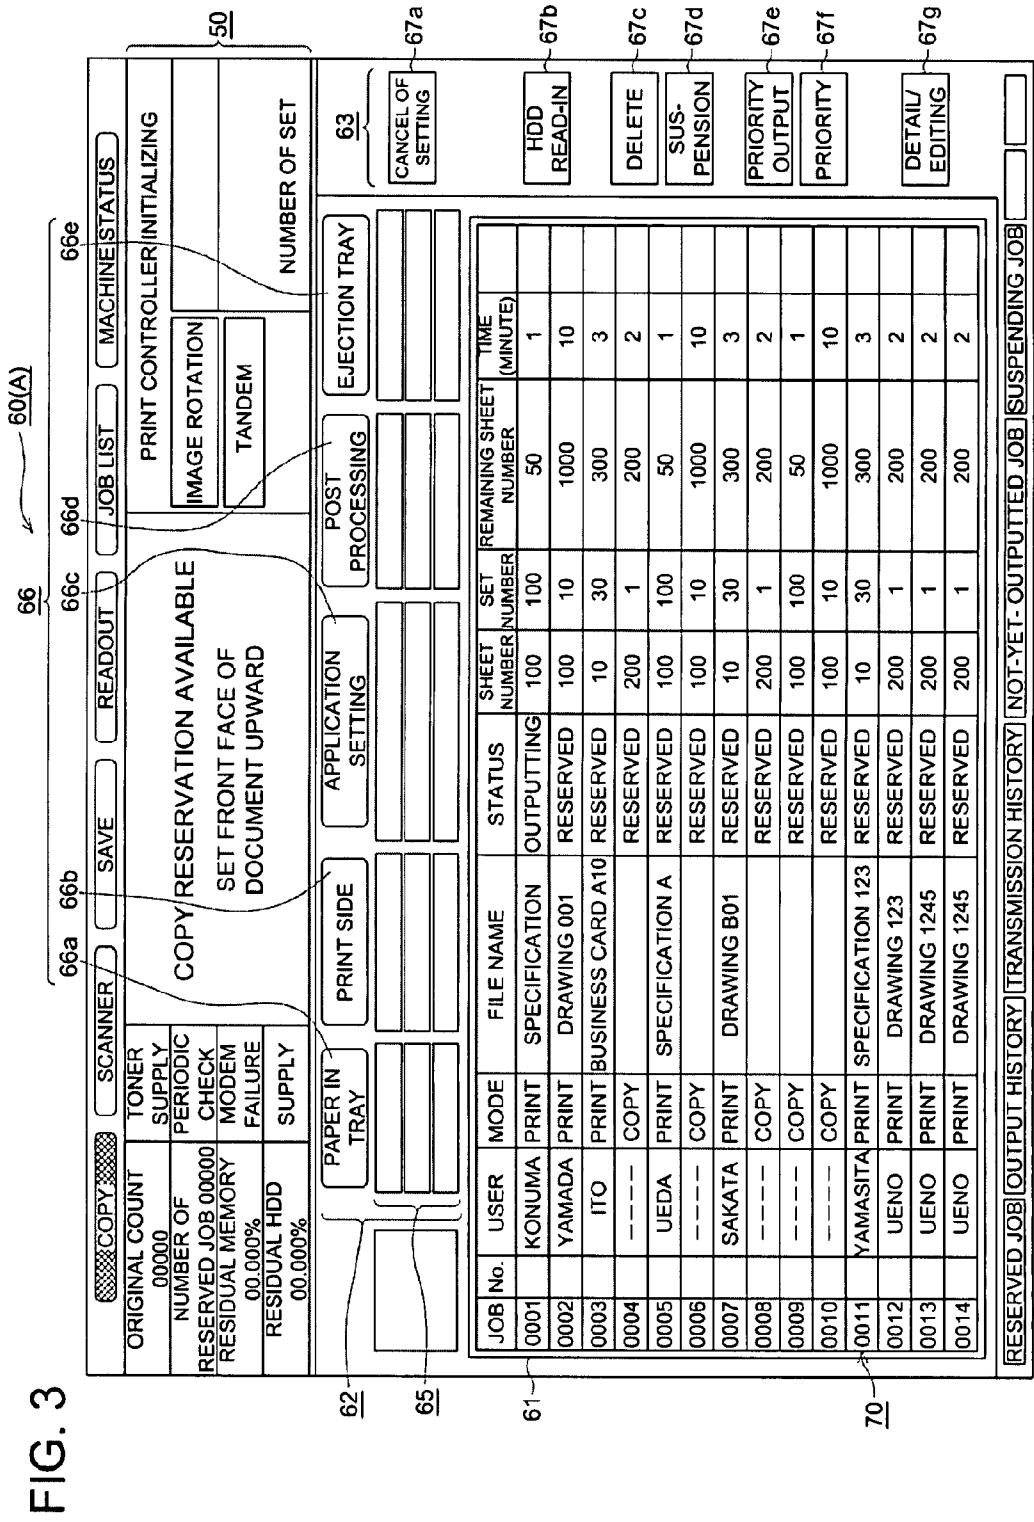 FIG. 3
60(A)
66
66a
66b
66c
66d
66e
COPY
SCANNER
SAVE
READOUT
JOB LIST
MACHINE STATUS
50
ORIGINAL COUNT
00000
NUMBER OF
RESERVED JOB 00000
RESIDUAL MEMORY
00.000%
RESIDUAL HDD
00.000%
TONER
SUPPLY
PERIODIC
CHECK
MODEM
FAILURE
SUPPLY
COPY RESERVATION AVAILABLE
SET FRONT FACE OF
DOCUMENT UPWARD
PRINT CONTROLLER/INITIALIZING
IMAGE ROTATION
TANDEM
NUMBER OF SET
62
65
PAPER IN
TRAY
PRINT SIDE
APPLICATION
SETTING
POST
PROCESSING
EJECTION TRAY
63
CANCEL OF
SETTING
67a
HDD
READ-IN
67b
DELETE
67c
SUS-
PENSION
67d
PRIORITY
OUTPUT
67e
PRIORITY
67f
DETAIL/
EDITING
67g
61
70
JOB No. USER MODE FILE NAME STATUS SHEET NUMBER SET NUMBER REMAINING SHEET NUMBER TIME (MINUTE)
0001 KONUMA PRINT SPECIFICATION OUTPUTTING 100 100 50 1
0002 YAMADA PRINT DRAWING 001 RESERVED 100 10 1000 10
0003 ITO PRINT BUSINESS CARD A10 RESERVED 10 30 300 3
0004 ----- COPY RESERVED 200 1 200 2
0005 UEDA PRINT SPECIFICATION A RESERVED 100 100 50 1
0006 ----- COPY RESERVED 100 10 1000 10
0007 SAKATA PRINT DRAWING B01 RESERVED 10 30 300 3
0008 ----- COPY RESERVED 200 1 200 2
0009 ----- COPY RESERVED 100 100 50 1
0010 ----- COPY RESERVED 100 10 1000 10
0011 YAMASITA PRINT SPECIFICATION 123 RESERVED 10 30 300 3
0012 UENO PRINT DRAWING 123 RESERVED 200 1 200 2
0013 UENO PRINT DRAWING 1245 RESERVED 200 1 200 2
0014 UENO PRINT DRAWING 1245 RESERVED 200 1 200 2
RESERVED JOB OUTPUT HISTORY TRANSMISSION HISTORY NOT-YET- OUTPUTTED JOB SUSPENDING JOB